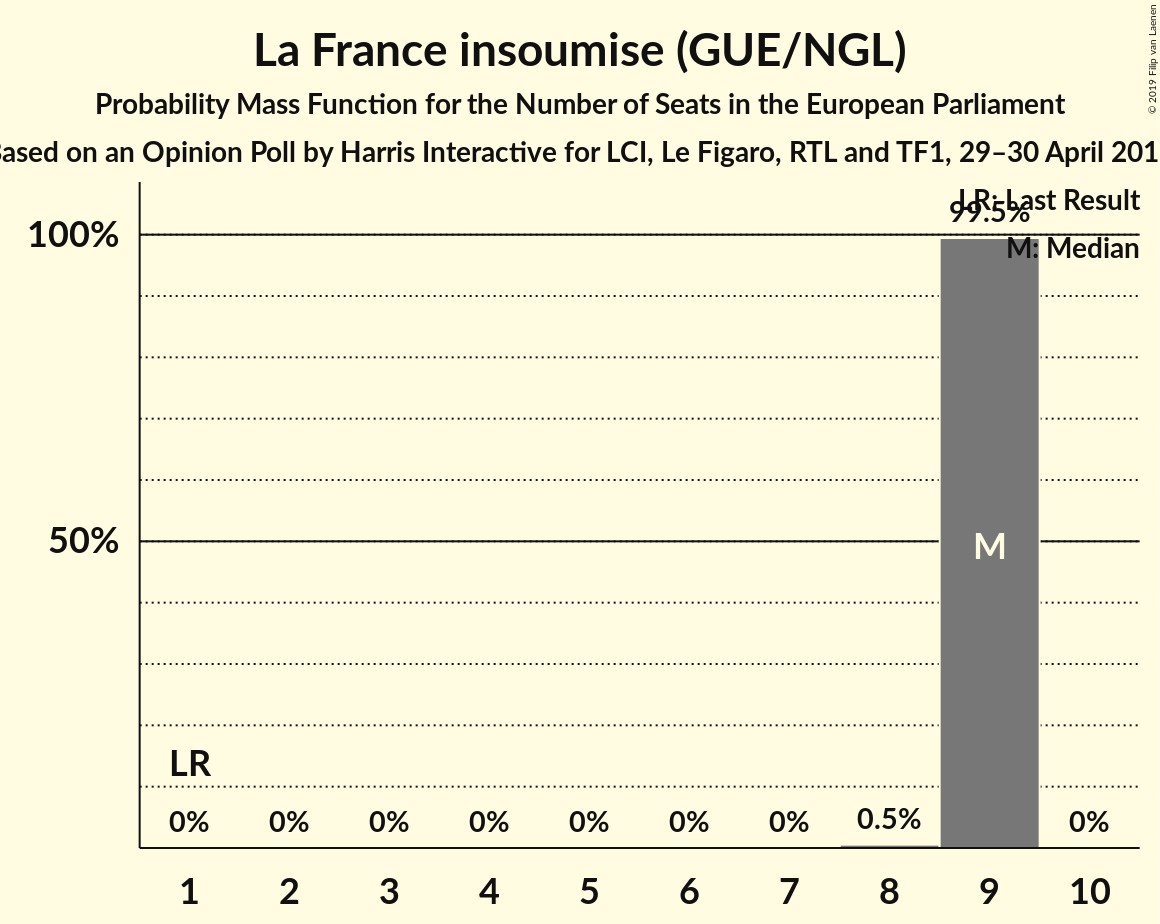 La France insoumise (GUE/NGL)
Probability Mass Function for the Number of Seats in the European Parliament
Based on an Opinion Poll by Harris Interactive for LCI, Le Figaro, RTL and TF1, 29–30 April 201
© 2019 Filip van Laenen
LR: Last Result
M: Median
99.5%
100%
50%
M
LR
0% 0% 0% 0% 0% 0% 0% 0.5% 0%
1 2 3 4 5 6 7 8 9 10